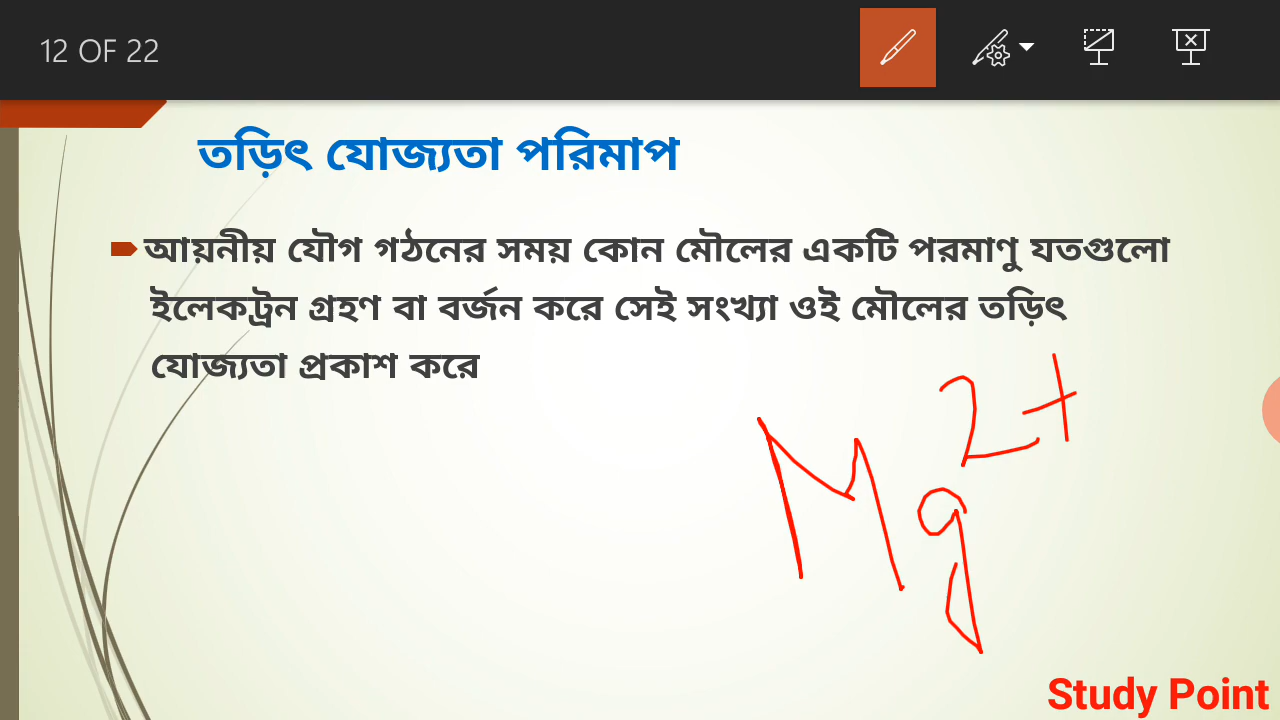 12 OF 22
তড়িৎ যোজ্যতা পরিমাপ
আয়নীয় যৌগ গঠনের সময় কোন মৌলের একটি পরমাণু যতগুলো
ইলেকট্রন গ্রহণ বা বর্জন করে সেই সংখ্যা ওই মৌলের তড়িৎ
যোজ্যতা প্রকাশ করে
Mg2+
Study Point